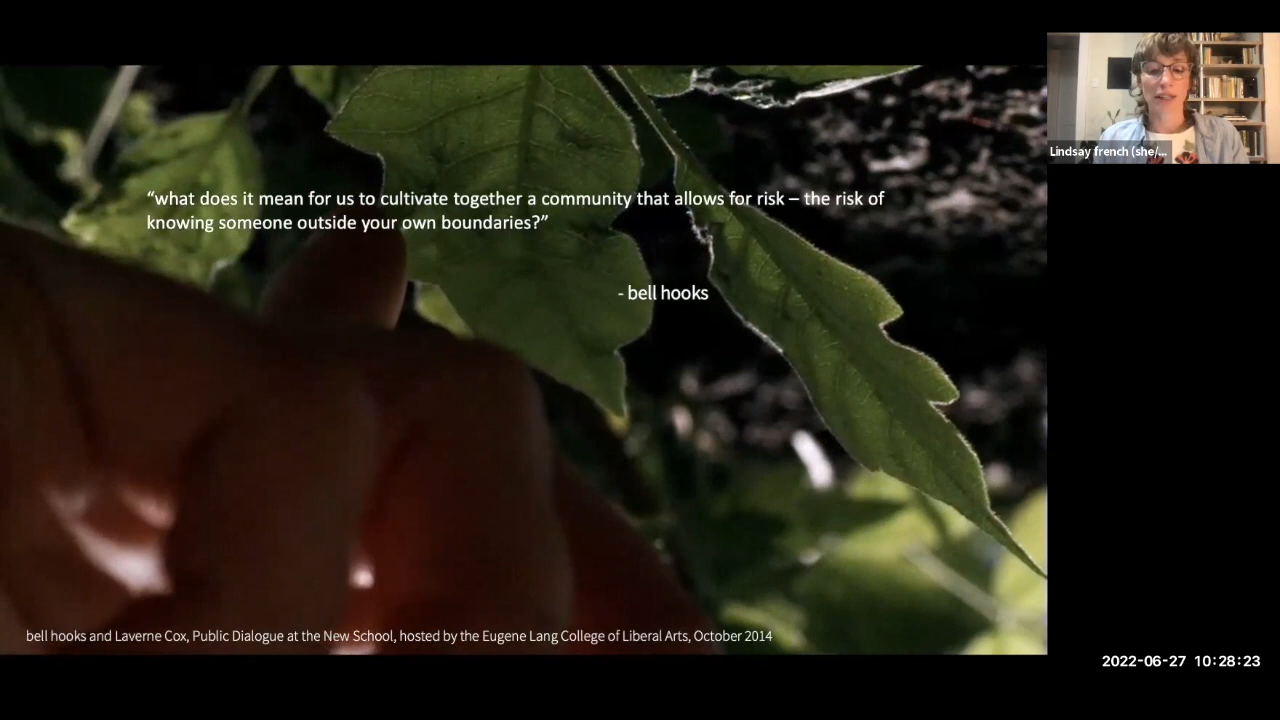 Lindsay french (she/...
“what does it mean for us to cultivate together a community that allows for risk – the risk of
knowing someone outside your own boundaries?”
- bell hooks
bell hooks and Laverne Cox, Public Dialogue at the New School, hosted by the Eugene Lang College of Liberal Arts, October 2014
2022-06-27 10:28:23